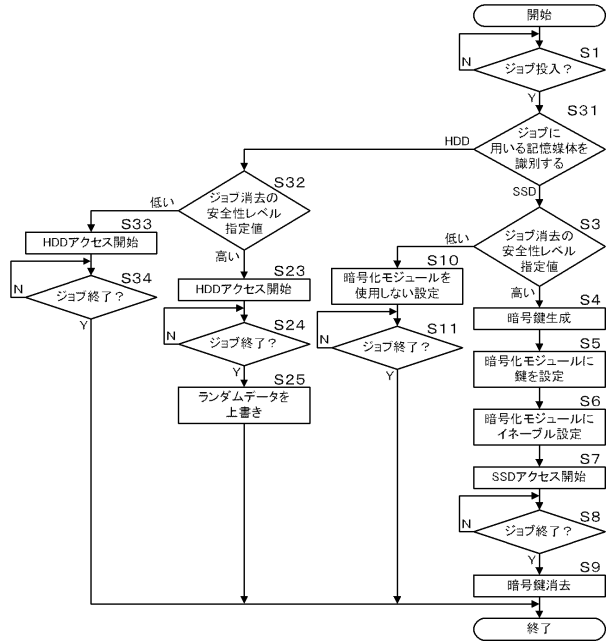 開始
S1
ジョブ投入？
N
Y
S31
ジョブに
用いる記憶媒体を
識別する
HDD
SSD
S32
ジョブ消去の
安全性レベル
指定値
低い
高い
S33
HDDアクセス開始
S34
ジョブ終了？
N
Y
S23
HDDアクセス開始
S24
ジョブ終了？
N
Y
S25
ランダムデータを
上書き
S3
ジョブ消去の
安全性レベル
指定値
低い
高い
S10
暗号化モジュールを
使用しない設定
S11
ジョブ終了？
N
Y
S4
暗号鍵生成
S5
暗号化モジュールに
鍵を設定
S6
暗号化モジュールに
イネーブル設定
S7
SSDアクセス開始
S8
ジョブ終了？
N
Y
S9
暗号鍵消去
終了